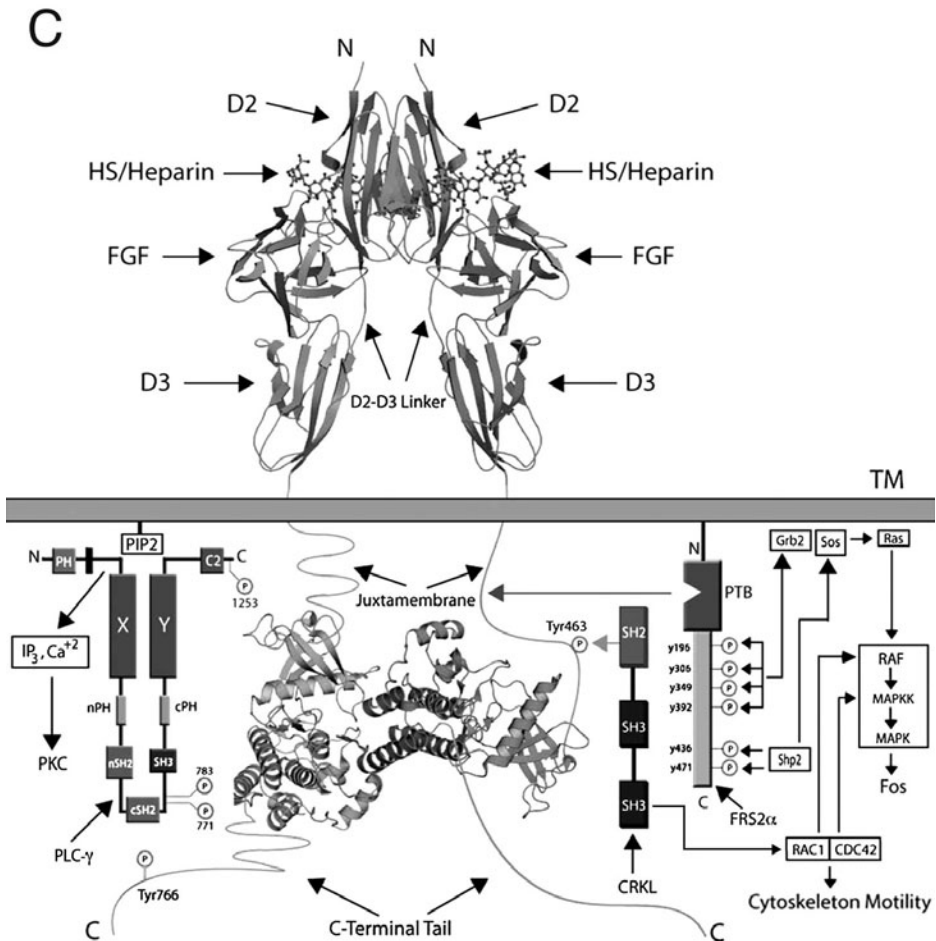 C
N N
D2 D2
HS/Heparin HS/Heparin
FGF FGF
D3 D3
D2-D3 Linker
TM
N PH PIP2 C2 C
P
1253
X Y
IP3, Ca+2
nPH cPH
PKC
nSH2 SH3
783
P
cSH2
P
771
PLC-γ
P
Tyr766
C
Juxtamembrane
Tyr463
P
SH2
SH3
SH3
CRKL
C-Terminal Tail
C
N
PTB
y196 P
y306 P
y349 P
y392 P
y436 P
y471 P
C
FRS2α
Shp2
Grb2 Sos Ras
RAF
MAPKK
MAPK
Fos
RAC1 CDC42
Cytoskeleton Motility